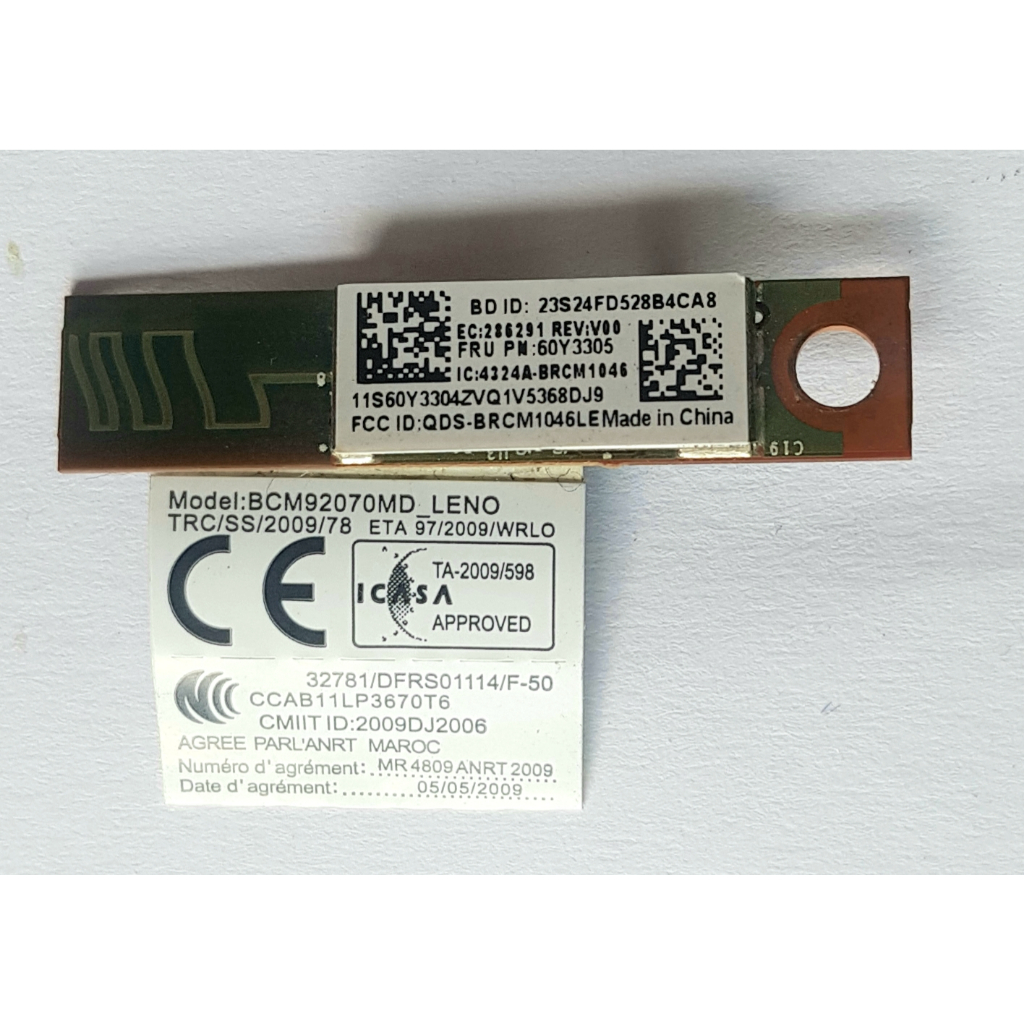 BD ID: 23S24FD528B4CA8
EC:286291 REV:V00
FRU PN:60Y3305
IC:4324A-BRCM1046
11S60Y3304ZVQ1V5368DJ9
FCC ID:QDS-BRCM1046LE Made in China
C19
Model:BCM92070MD_LENO
TRC/SS/2009/78 ETA 97/2009/WRLO
CE
TA-2009/598
ICASA
APPROVED
32781/DFRS01114/F-50
CCAB11LP3670T6
CMIIT ID:2009DJ2006
AGREE PARL'ANRT MAROC
Numéro d'agrément: MR 4809 ANRT 2009
Date d'agrément: 05/05/2009